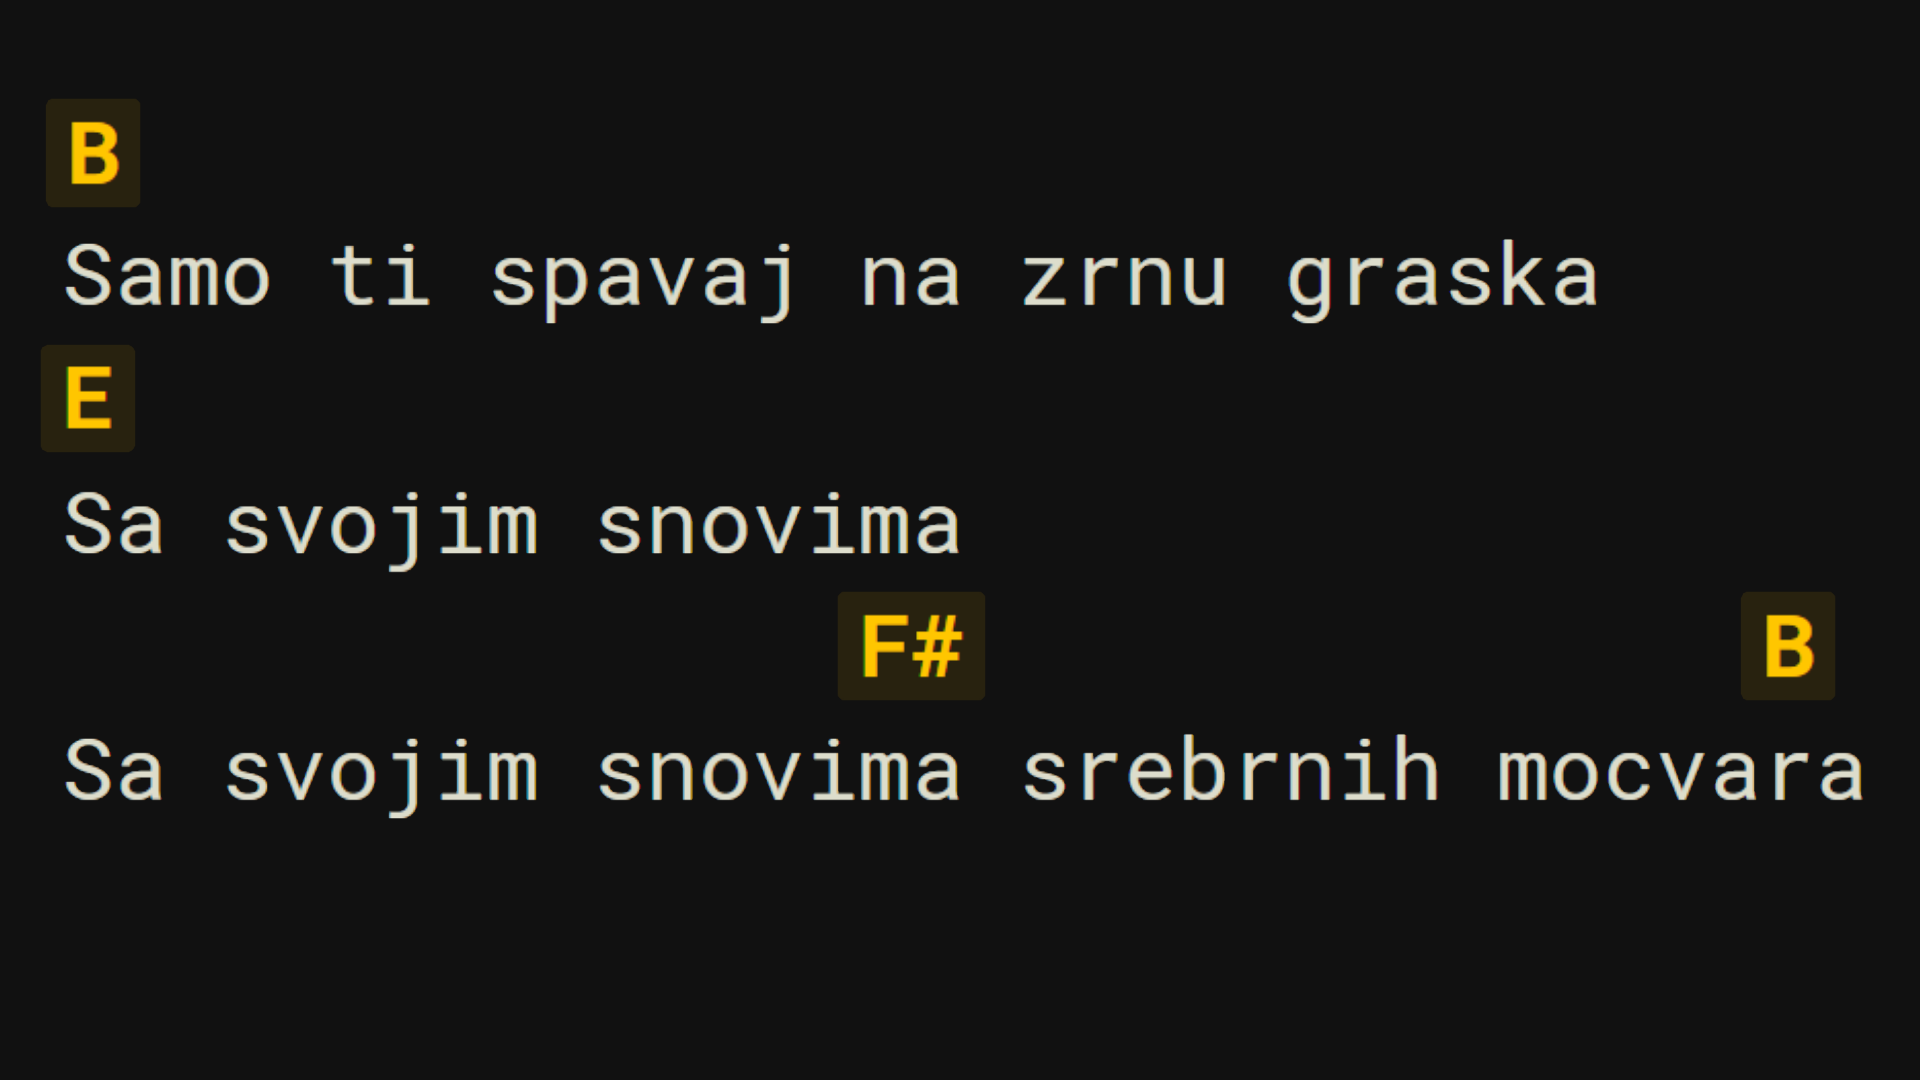 B
Samo ti spavaj na zrnu graska
E
Sa svojim snovima
F# B
Sa svojim snovima srebrnih mocvara